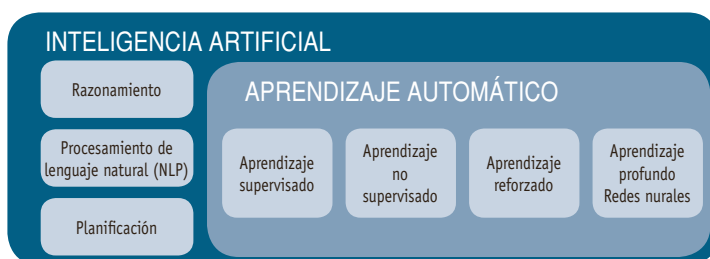 INTELIGENCIA ARTIFICIAL
Razonamiento
Procesamiento de
lenguaje natural (NLP)
Planificación
APRENDIZAJE AUTOMÁTICO
Aprendizaje
supervisado
Aprendizaje
no
supervisado
Aprendizaje
reforzado
Aprendizaje
profundo
Redes nurales